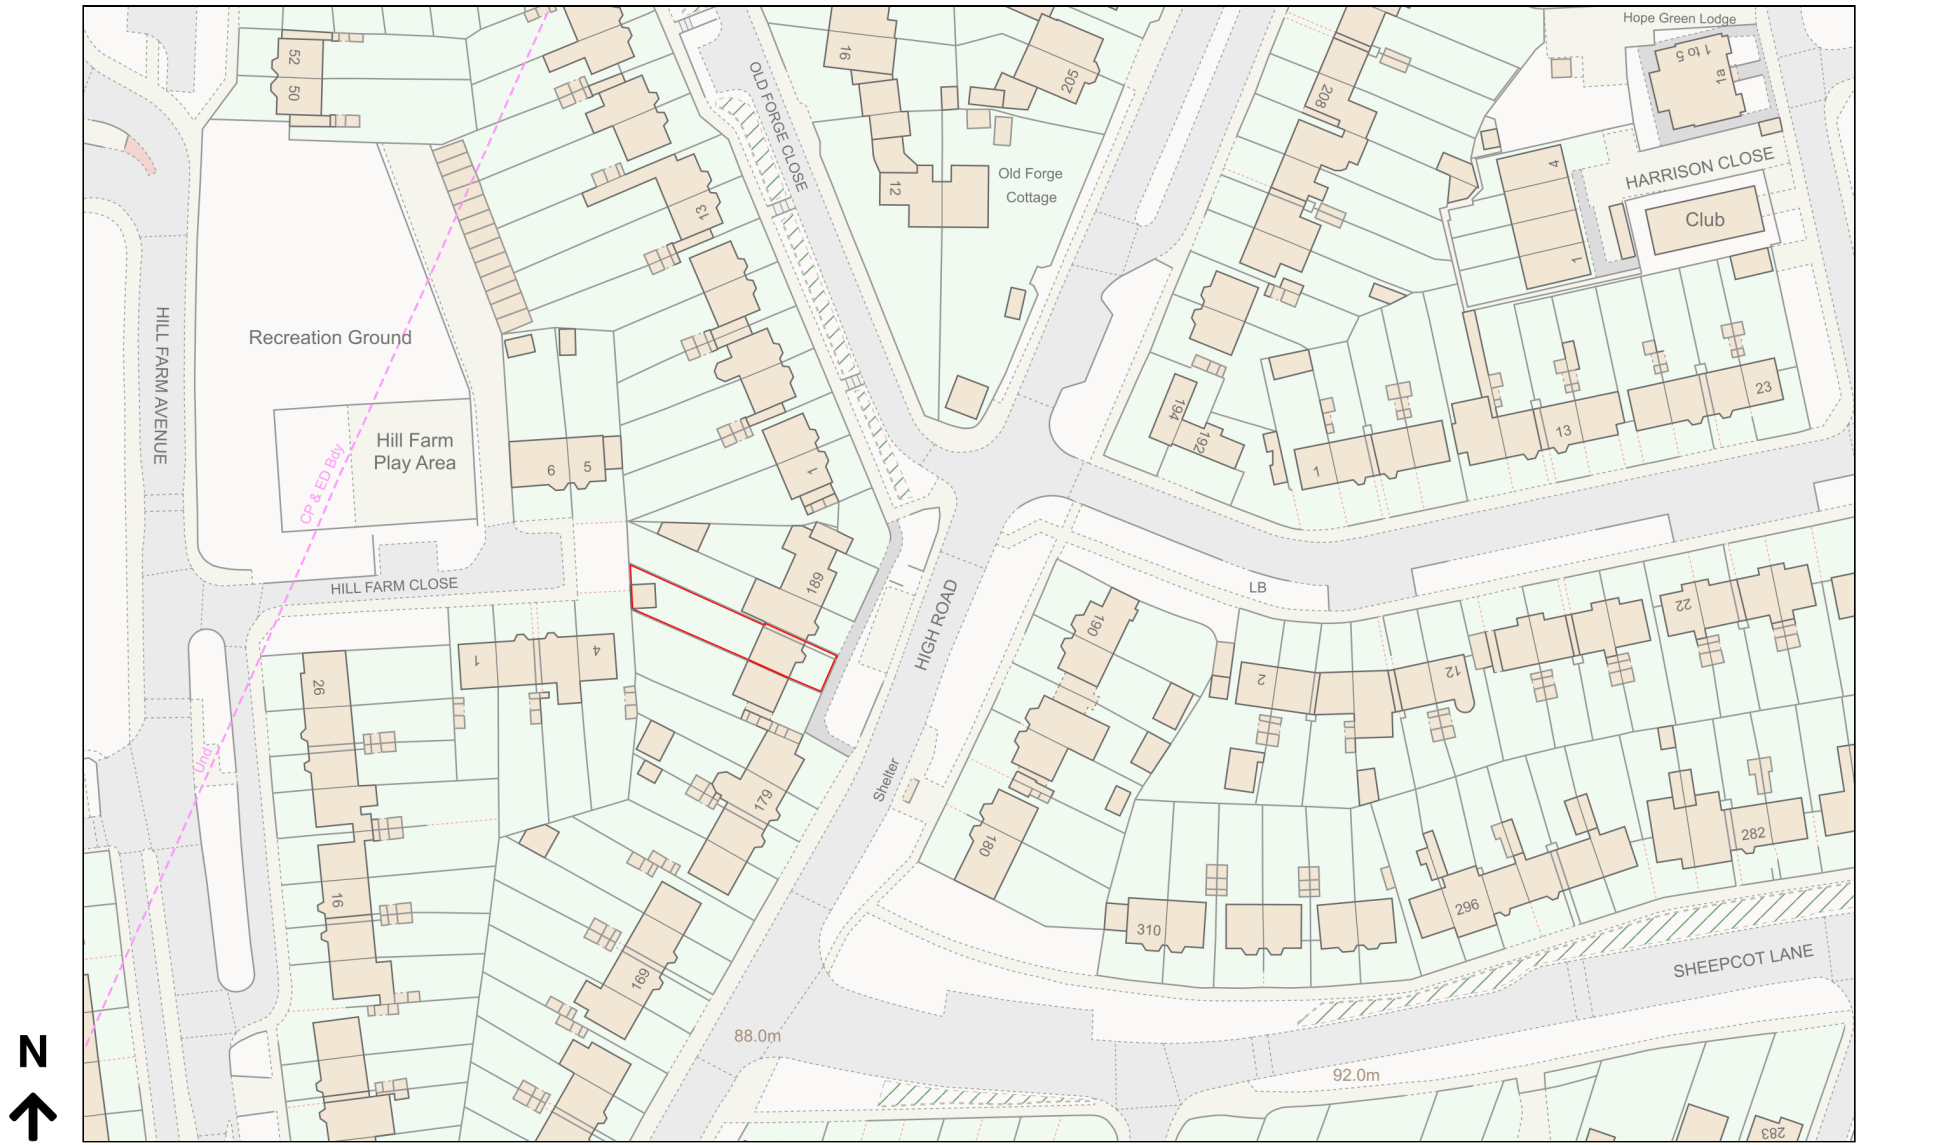 Hope Green Lodge
52
16
205
1 to 5
1a
50
208
OLD FORGE CLOSE
4
HARRISON CLOSE
12
Old Forge
Cottage
13
Club
1
HILL FARM AVENUE
Recreation Ground
23
194
13
192
Hill Farm
Play Area
6
5
1
1
CP & ED Bdy
HILL FARM CLOSE
189
LB
HIGH ROAD
190
22
1
4
2
12
26
Und
Shelter
179
180
282
16
296
310
169
SHEEPCOT LANE
88.0m
N
92.0m
283